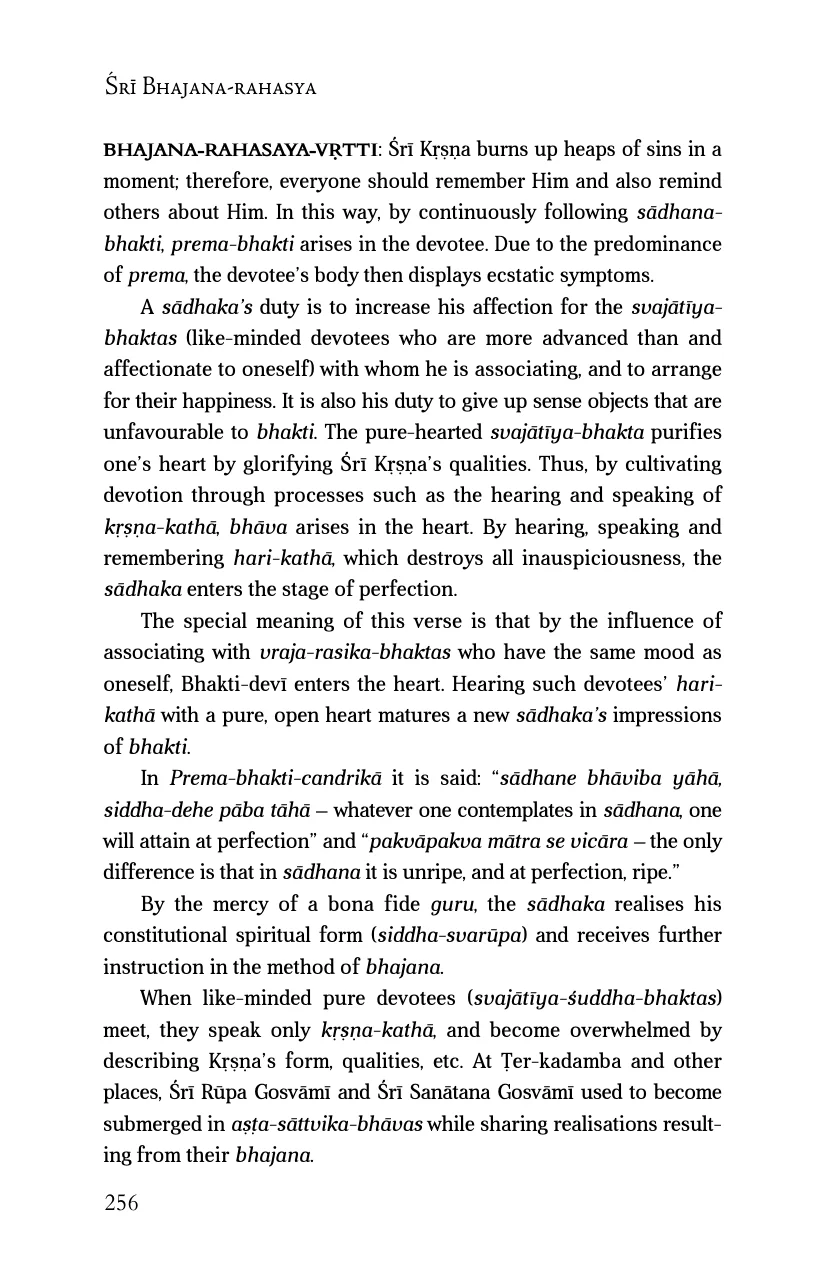 Śrī Bhajana-rahasya
BHAJANA-RAHASAYA-VṚTTI: Śrī Kṛṣṇa burns up heaps of sins in a
moment; therefore, everyone should remember Him and also remind
others about Him. In this way, by continuously following sādhana-
bhakti, prema-bhakti arises in the devotee. Due to the predominance
of prema, the devotee’s body then displays ecstatic symptoms.
A sādhaka’s duty is to increase his affection for the svajātīya-
bhaktas (like-minded devotees who are more advanced than and
affectionate to oneself) with whom he is associating, and to arrange
for their happiness. It is also his duty to give up sense objects that are
unfavourable to bhakti. The pure-hearted svajātīya-bhakta purifies
one’s heart by glorifying Śrī Kṛṣṇa’s qualities. Thus, by cultivating
devotion through processes such as the hearing and speaking of
kṛṣṇa-kathā, bhāva arises in the heart. By hearing, speaking and
remembering hari-kathā, which destroys all inauspiciousness, the
sādhaka enters the stage of perfection.
The special meaning of this verse is that by the influence of
associating with vraja-rasika-bhaktas who have the same mood as
oneself, Bhakti-devī enters the heart. Hearing such devotees’ hari-
kathā with a pure, open heart matures a new sādhaka’s impressions
of bhakti.
In Prema-bhakti-candrikā it is said: “sādhane bhāviba yāhā,
siddha-dehe pāba tāhā – whatever one contemplates in sādhana, one
will attain at perfection” and “pakvāpakva mātra se vicāra – the only
difference is that in sādhana it is unripe, and at perfection, ripe.”
By the mercy of a bona fide guru, the sādhaka realises his
constitutional spiritual form (siddha-svarūpa) and receives further
instruction in the method of bhajana.
When like-minded pure devotees (svajātīya-śuddha-bhaktas)
meet, they speak only kṛṣṇa-kathā, and become overwhelmed by
describing Kṛṣṇa’s form, qualities, etc. At Ṭer-kadamba and other
places, Śrī Rūpa Gosvāmī and Śrī Sanātana Gosvāmī used to become
submerged in aṣṭa-sāttvika-bhāvas while sharing realisations result-
ing from their bhajana.
256